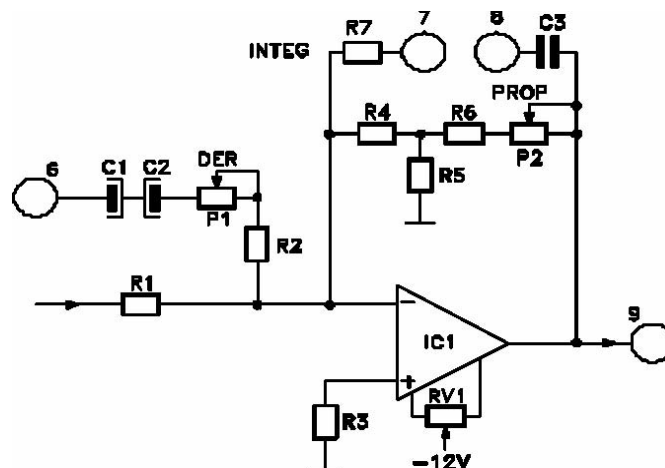 7 8 C3
R7
INTEG
PROP
R4 R6
P2
6 C1 C2 DER
P1
R5
R2
R1
9
− IC1
+
RV1
R3
−12V